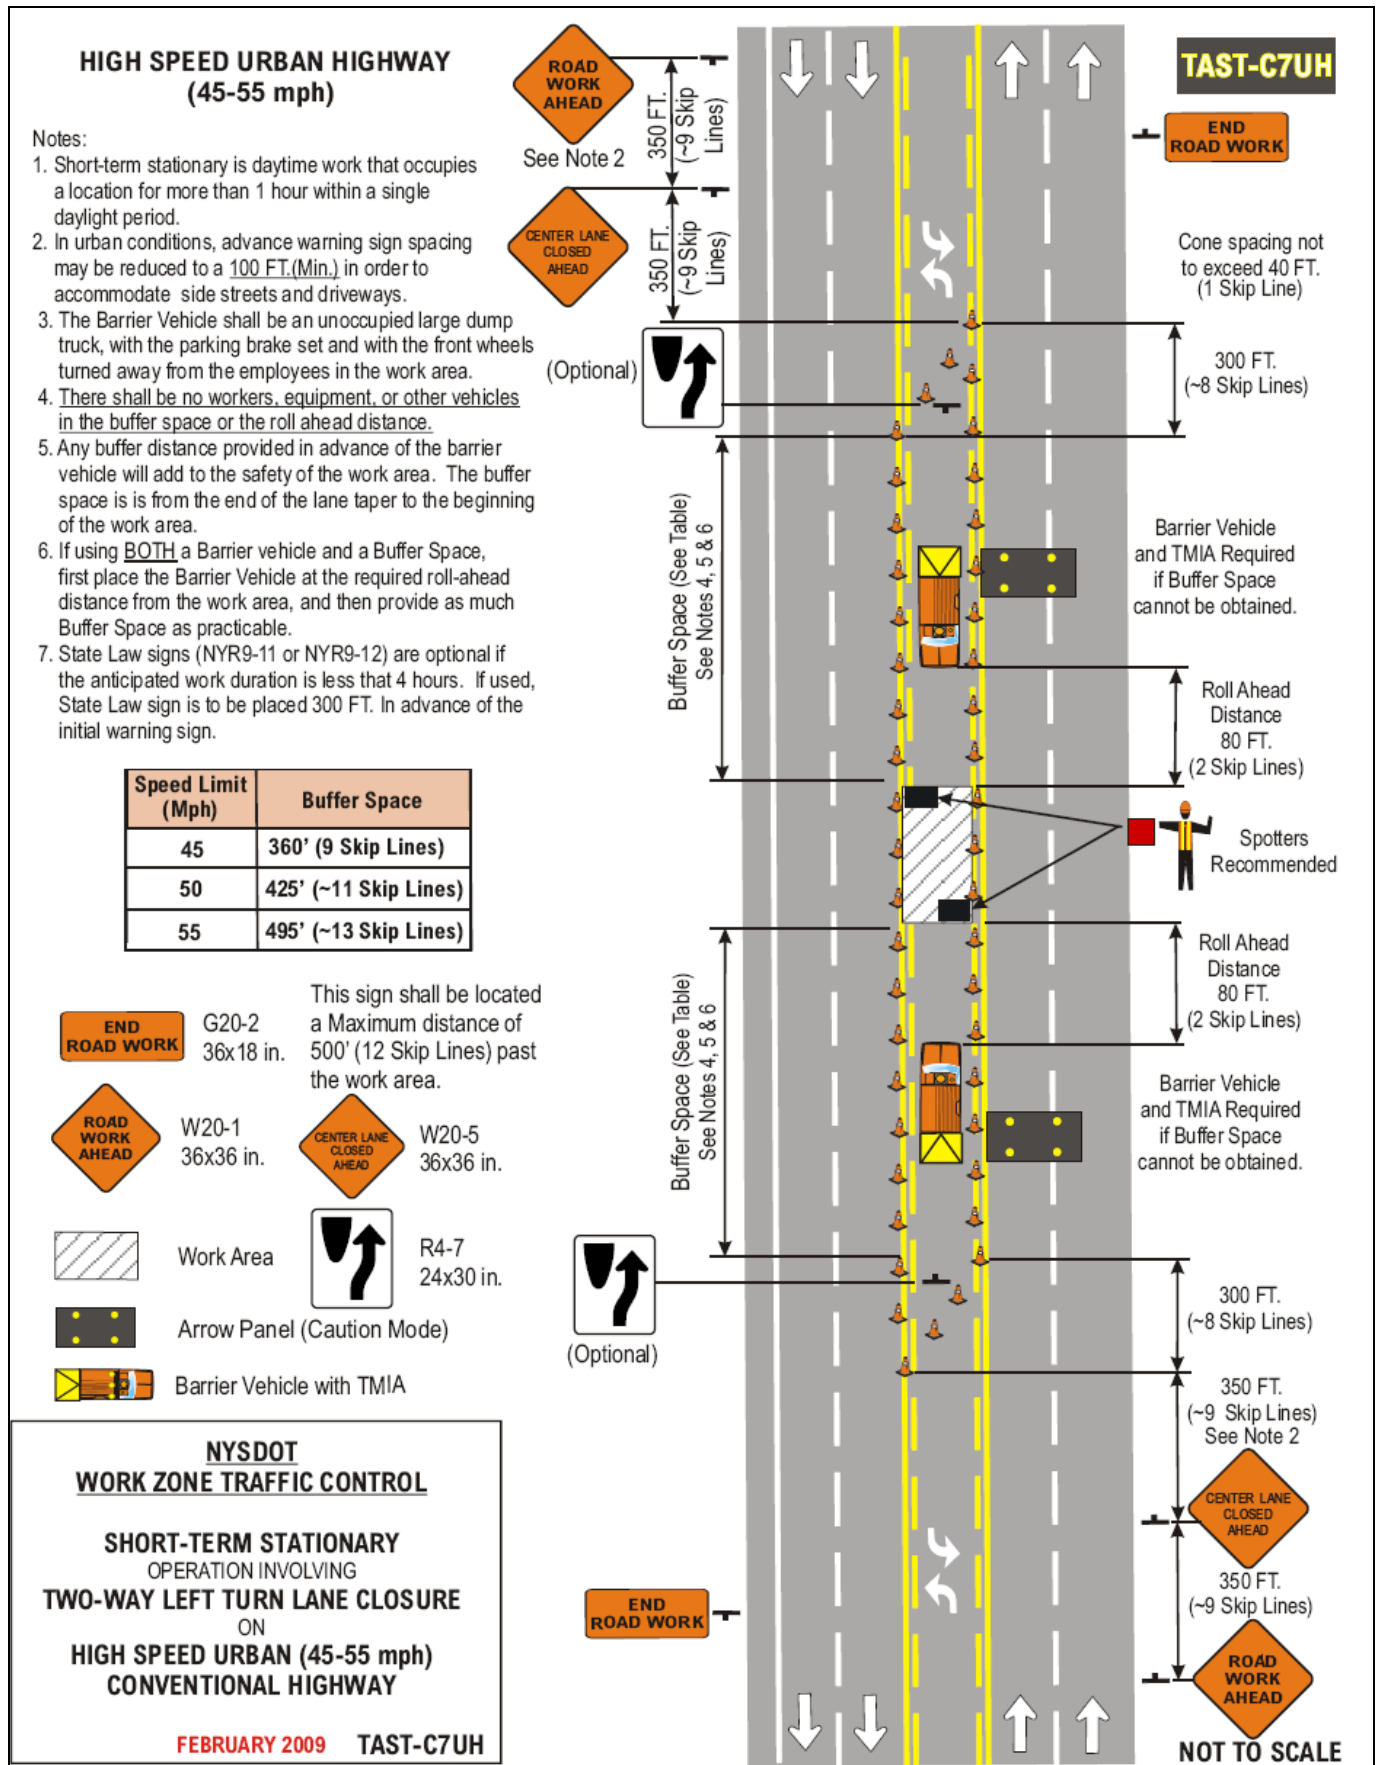 HIGH SPEED URBAN HIGHWAY
(45-55 mph)
Notes:
1. Short-term stationary is daytime work that occupies
a location for more than 1 hour within a single
daylight period.
2. In urban conditions, advance warning sign spacing
may be reduced to a 100 FT.(Min.) in order to
accommodate side streets and driveways.
3. The Barrier Vehicle shall be an unoccupied large dump
truck, with the parking brake set and with the front wheels
turned away from the employees in the work area.
4. There shall be no workers, equipment, or other vehicles
in the buffer space or the roll ahead distance.
5. Any buffer distance provided in advance of the barrier
vehicle will add to the safety of the work area. The buffer
space is is from the end of the lane taper to the beginning
of the work area.
6. If using BOTH a Barrier vehicle and a Buffer Space,
first place the Barrier Vehicle at the required roll-ahead
distance from the work area, and then provide as much
Buffer Space as practicable.
7. State Law signs (NYR9-11 or NYR9-12) are optional if
the anticipated work duration is less that 4 hours. If used,
State Law sign is to be placed 300 FT. In advance of the
initial warning sign.
Speed Limit
(Mph)
Buffer Space
45
360' (9 Skip Lines)
50
425' (~11 Skip Lines)
55
495' (~13 Skip Lines)
END
ROAD WORK
G20-2
36x18 in.
This sign shall be located
a Maximum distance of
500' (12 Skip Lines) past
the work area.
ROAD
WORK
AHEAD
W20-1
36x36 in.
CENTER LANE
CLOSED
AHEAD
W20-5
36x36 in.
Work Area
R4-7
24x30 in.
Arrow Panel (Caution Mode)
Barrier Vehicle with TMIA
NYSDOT
WORK ZONE TRAFFIC CONTROL
SHORT-TERM STATIONARY
OPERATION INVOLVING
TWO-WAY LEFT TURN LANE CLOSURE
ON
HIGH SPEED URBAN (45-55 mph)
CONVENTIONAL HIGHWAY
FEBRUARY 2009 TAST-C7UH
ROAD
WORK
AHEAD
See Note 2
350 FT.
(~9 Skip
Lines)
CENTER LANE
CLOSED
AHEAD
350 FT.
(~9 Skip
Lines)
(Optional)
Buffer Space (See Table)
See Notes 4, 5 & 6
Buffer Space (See Table)
See Notes 4, 5 & 6
(Optional)
END
ROAD WORK
TAST-C7UH
END
ROAD WORK
Cone spacing not
to exceed 40 FT.
(1 Skip Line)
300 FT.
(~8 Skip Lines)
Barrier Vehicle
and TMIA Required
if Buffer Space
cannot be obtained.
Roll Ahead
Distance
80 FT.
(2 Skip Lines)
Spotters
Recommended
Roll Ahead
Distance
80 FT.
(2 Skip Lines)
Barrier Vehicle
and TMIA Required
if Buffer Space
cannot be obtained.
300 FT.
(~8 Skip Lines)
350 FT.
(~9 Skip Lines)
See Note 2
CENTER LANE
CLOSED
AHEAD
350 FT.
(~9 Skip Lines)
ROAD
WORK
AHEAD
NOT TO SCALE